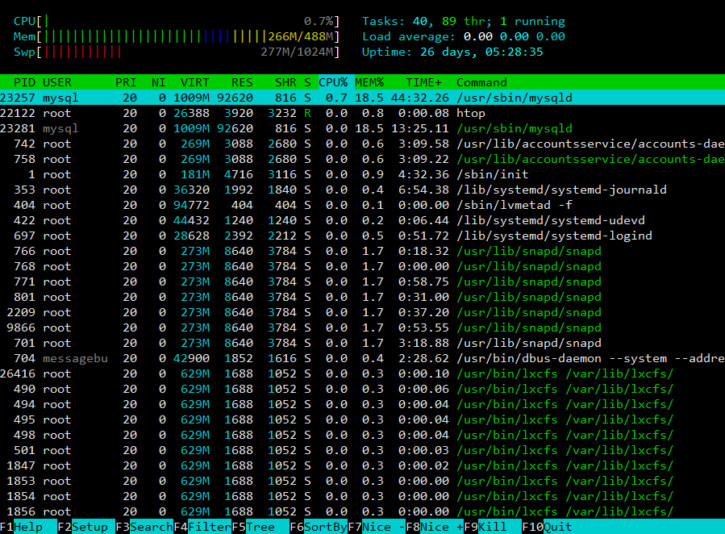 CPU[| 0.7%] Tasks: 40, 89 thr; 1 running
Mem[||||||||||||||||||||||||||||||||266M/488M] Load average: 0.00 0.00 0.00
Swp[||||||||||| 277M/1024M] Uptime: 26 days, 05:28:35
PID USER PRI NI VIRT RES SHR S CPU% MEM% TIME+ Command
23257 mysql 20 0 1009M 92620 816 S 0.7 18.5 44:32.26 /usr/sbin/mysqld
22122 root 20 0 26388 3920 3232 R 0.0 0.8 0:00.08 htop
23281 mysql 20 0 1009M 92620 816 S 0.0 18.5 13:25.11 /usr/sbin/mysqld
742 root 20 0 269M 3088 2680 S 0.0 0.6 3:09.58 /usr/lib/accountsservice/accounts-dae
758 root 20 0 269M 3088 2680 S 0.0 0.6 3:09.22 /usr/lib/accountsservice/accounts-dae
1 root 20 0 181M 4716 3116 S 0.0 0.9 4:32.36 /sbin/init
353 root 20 0 36320 1992 1840 S 0.0 0.4 6:54.38 /lib/systemd/systemd-journald
404 root 20 0 94772 404 404 S 0.0 0.1 0:00.00 /sbin/lvmetad -f
422 root 20 0 44432 1240 1240 S 0.0 0.2 0:06.44 /lib/systemd/systemd-udevd
697 root 20 0 28628 2392 2212 S 0.0 0.5 0:51.72 /lib/systemd/systemd-logind
766 root 20 0 273M 8640 3784 S 0.0 1.7 0:18.32 /usr/lib/snapd/snapd
768 root 20 0 273M 8640 3784 S 0.0 1.7 0:00.00 /usr/lib/snapd/snapd
771 root 20 0 273M 8640 3784 S 0.0 1.7 0:58.75 /usr/lib/snapd/snapd
801 root 20 0 273M 8640 3784 S 0.0 1.7 0:31.00 /usr/lib/snapd/snapd
2209 root 20 0 273M 8640 3784 S 0.0 1.7 0:37.20 /usr/lib/snapd/snapd
9866 root 20 0 273M 8640 3784 S 0.0 1.7 0:53.55 /usr/lib/snapd/snapd
701 root 20 0 273M 8640 3784 S 0.0 1.7 3:18.88 /usr/lib/snapd/snapd
704 messagebu 20 0 42900 1852 1616 S 0.0 0.4 2:28.62 /usr/bin/dbus-daemon --system --addre
26416 root 20 0 629M 1688 1052 S 0.0 0.3 0:00.10 /usr/bin/lxcfs /var/lib/lxcfs/
490 root 20 0 629M 1688 1052 S 0.0 0.3 0:00.06 /usr/bin/lxcfs /var/lib/lxcfs/
494 root 20 0 629M 1688 1052 S 0.0 0.3 0:00.04 /usr/bin/lxcfs /var/lib/lxcfs/
495 root 20 0 629M 1688 1052 S 0.0 0.3 0:00.04 /usr/bin/lxcfs /var/lib/lxcfs/
498 root 20 0 629M 1688 1052 S 0.0 0.3 0:00.04 /usr/bin/lxcfs /var/lib/lxcfs/
501 root 20 0 629M 1688 1052 S 0.0 0.3 0:00.03 /usr/bin/lxcfs /var/lib/lxcfs/
1847 root 20 0 629M 1688 1052 S 0.0 0.3 0:00.02 /usr/bin/lxcfs /var/lib/lxcfs/
1853 root 20 0 629M 1688 1052 S 0.0 0.3 0:00.00 /usr/bin/lxcfs /var/lib/lxcfs/
1854 root 20 0 629M 1688 1052 S 0.0 0.3 0:00.00 /usr/bin/lxcfs /var/lib/lxcfs/
1856 root 20 0 629M 1688 1052 S 0.0 0.3 0:00.00 /usr/bin/lxcfs /var/lib/lxcfs/
F1Help F2Setup F3SearchF4FilterF5Tree F6SortByF7Nice -F8Nice +F9Kill F10Quit